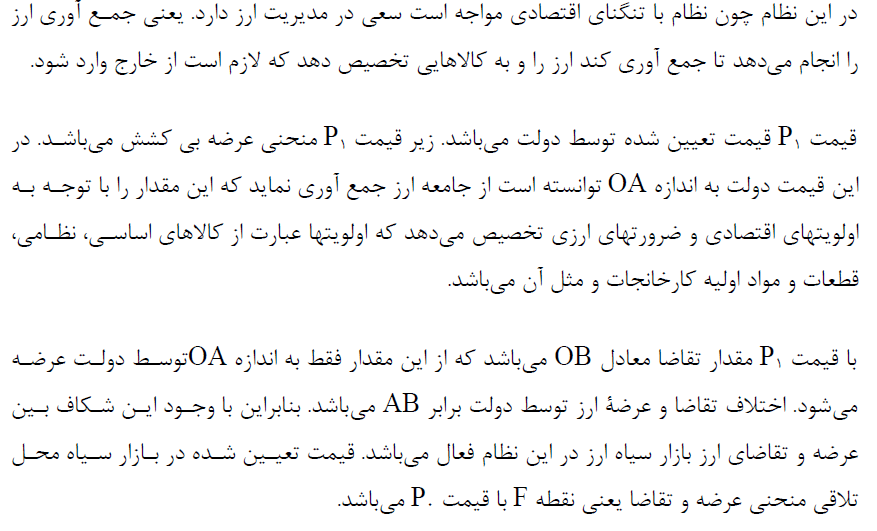 در این نظام چون نظام با تنگنای اقتصادی مواجه است سعی در مدیریت ارز دارد. یعنی جمع آوری ارز
را انجام می‌دهد تا جمع آوری کند ارز را و به کالاهایی تخصیص دهد که لازم است از خارج وارد شود.
قیمت P۱ قیمت تعیین شده توسط دولت می‌باشد. زیر قیمت P۱ منحنی عرضه بی کشش می‌باشد. در
این قیمت دولت به اندازه OA توانسته است از جامعه ارز جمع آوری نماید که این مقدار را با توجه به
اولویتهای اقتصادی و ضرورتهای ارزی تخصیص می‌دهد که اولویتها عبارت از کالاهای اساسی، نظامی،
قطعات و مواد اولیه کارخانجات و مثل آن می‌باشد.
با قیمت P۱ مقدار تقاضا معادل OB می‌باشد که از این مقدار فقط به اندازه OAتوسط دولت عرضه
می‌شود. اختلاف تقاضا و عرضهٔ ارز توسط دولت برابر AB می‌باشد. بنابراین با وجود این شکاف بین
عرضه و تقاضای ارز بازار سیاه ارز در این نظام فعال می‌باشد. قیمت تعیین شده در بازار سیاه محل
تلاقی منحنی عرضه و تقاضا یعنی نقطه F با قیمت P۰ می‌باشد.